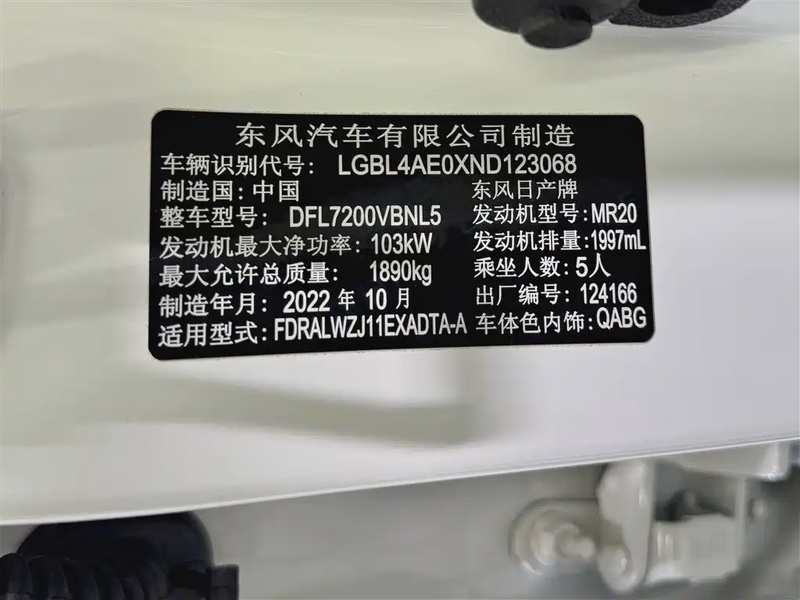 东风汽车有限公司制造
车辆识别代号: LGBL4AE0XND123068
制造国: 中国 东风日产牌
整车型号: DFL7200VBNL5 发动机型号: MR20
发动机最大净功率: 103kW 发动机排量: 1997mL
最大允许总质量: 1890kg 乘坐人数: 5人
制造年月: 2022 年 10 月 出厂编号: 124166
适用型式: FDRALWZJ11EXADTA-A 车体色内饰: QABG